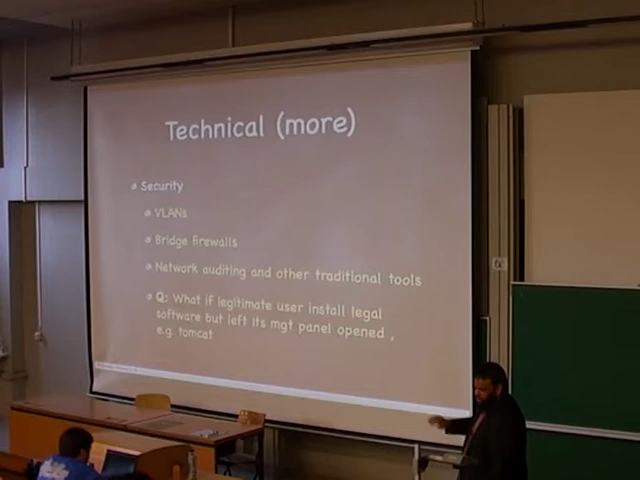 Technical (more)
Security
VLANs
Bridge firewalls
Network auditing and other traditional tools
Q: What if legitimate user install legal
software but left its mgt panel opened ,
e.g. tomcat